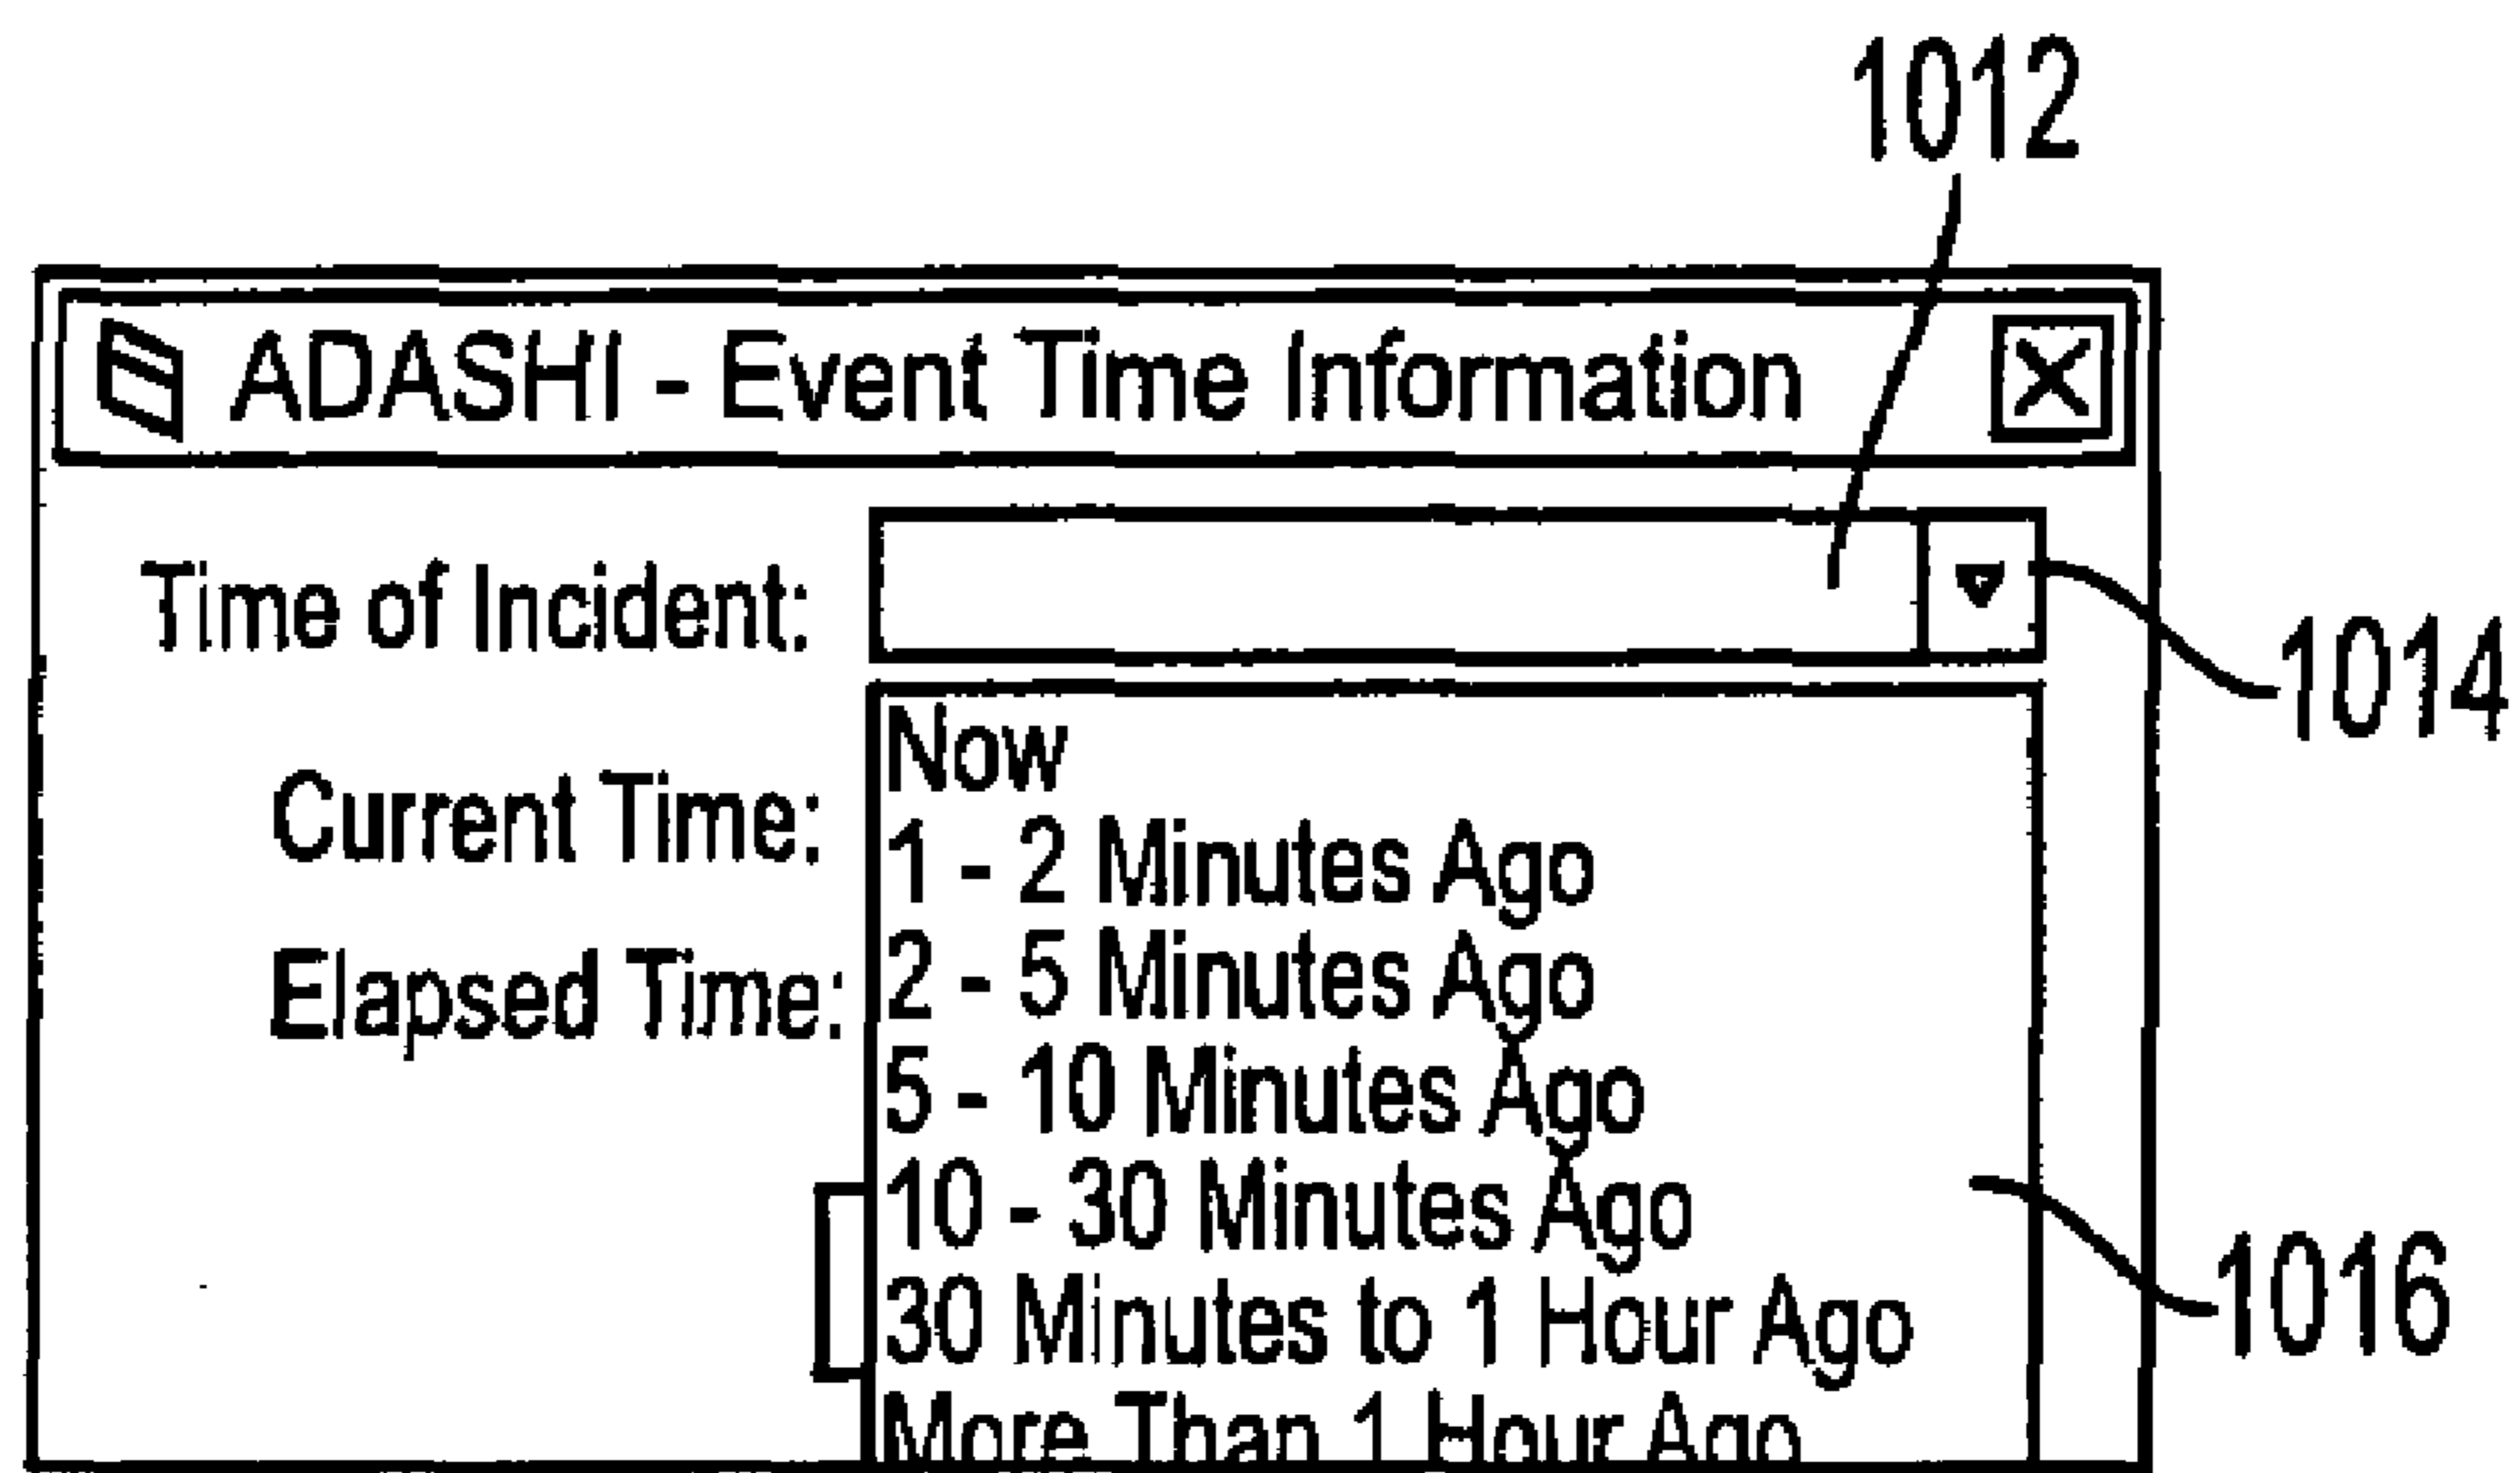 1012
ADASHI - Event Time Information
Time of Incident:
1014
Now
Current Time:
1 - 2 Minutes Ago
Elapsed Time:
2 - 5 Minutes Ago
5 - 10 Minutes Ago
10 - 30 Minutes Ago
1016
30 Minutes to 1 Hour Ago
More Than 1 Hour Ago